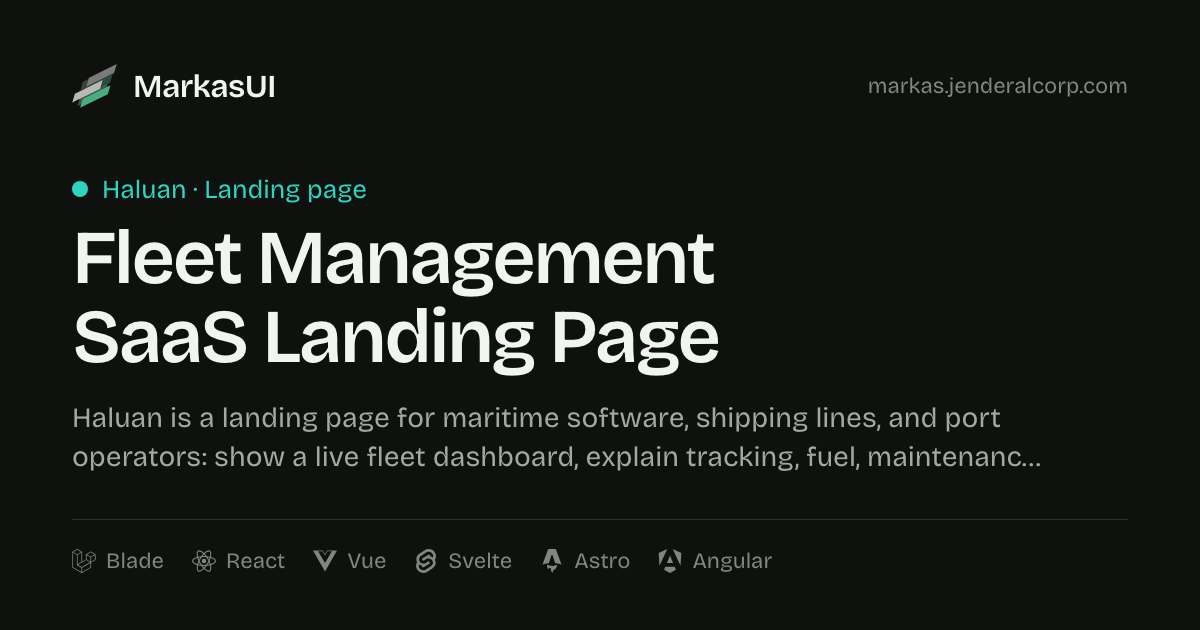 MarkasUI
markas.jenderalcorp.com
Haluan · Landing page
Fleet Management
SaaS Landing Page
Haluan is a landing page for maritime software, shipping lines, and port
operators: show a live fleet dashboard, explain tracking, fuel, maintenanc...
Blade React Vue Svelte Astro Angular